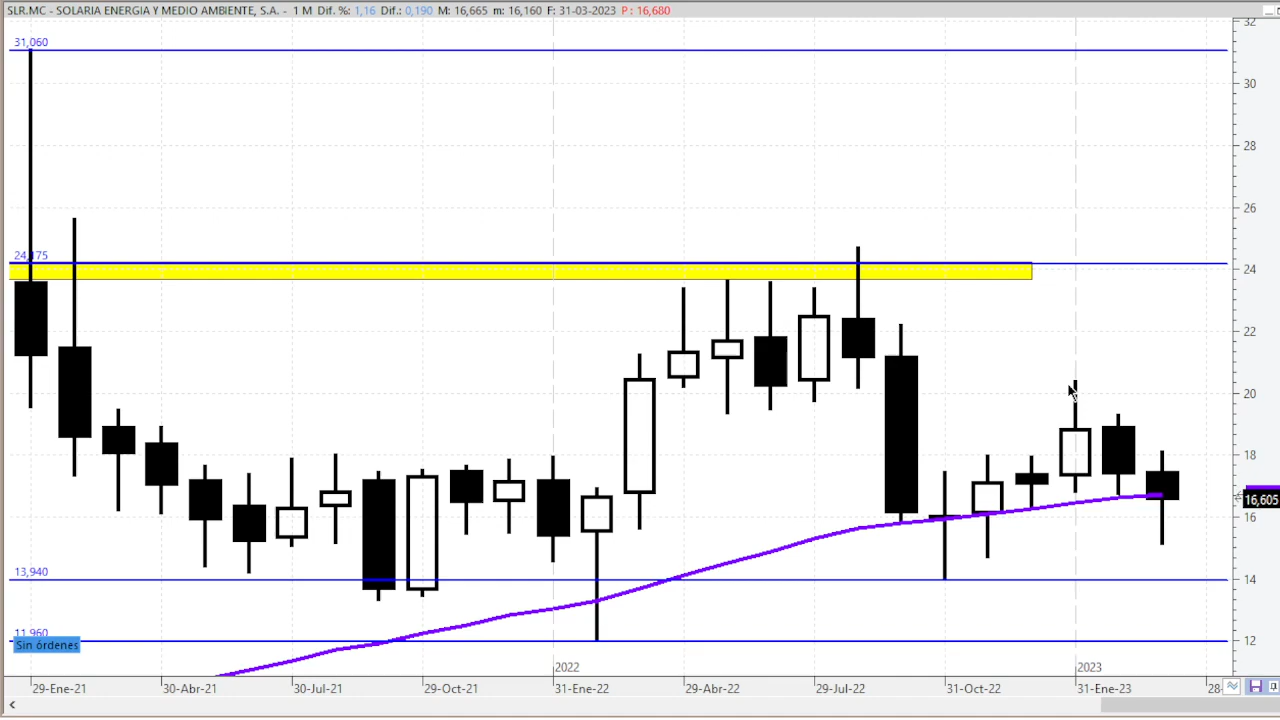 SLR.MC - SOLARIA ENERGIA Y MEDIO AMBIENTE, S.A. - 1 M Dif. %: 1,16 Dif.: 0,190 M: 16,665 m: 16,160 F: 31-03-2023 P: 16,680
32
31,060
30
28
26
24,175
24
22
20
18
16,605
16
13,940
14
11,960
12
Sin órdenes
2022
2023
29-Ene-21
30-Abr-21
30-Jul-21
29-Oct-21
31-Ene-22
29-Abr-22
29-Jul-22
31-Oct-22
31-Ene-23
28